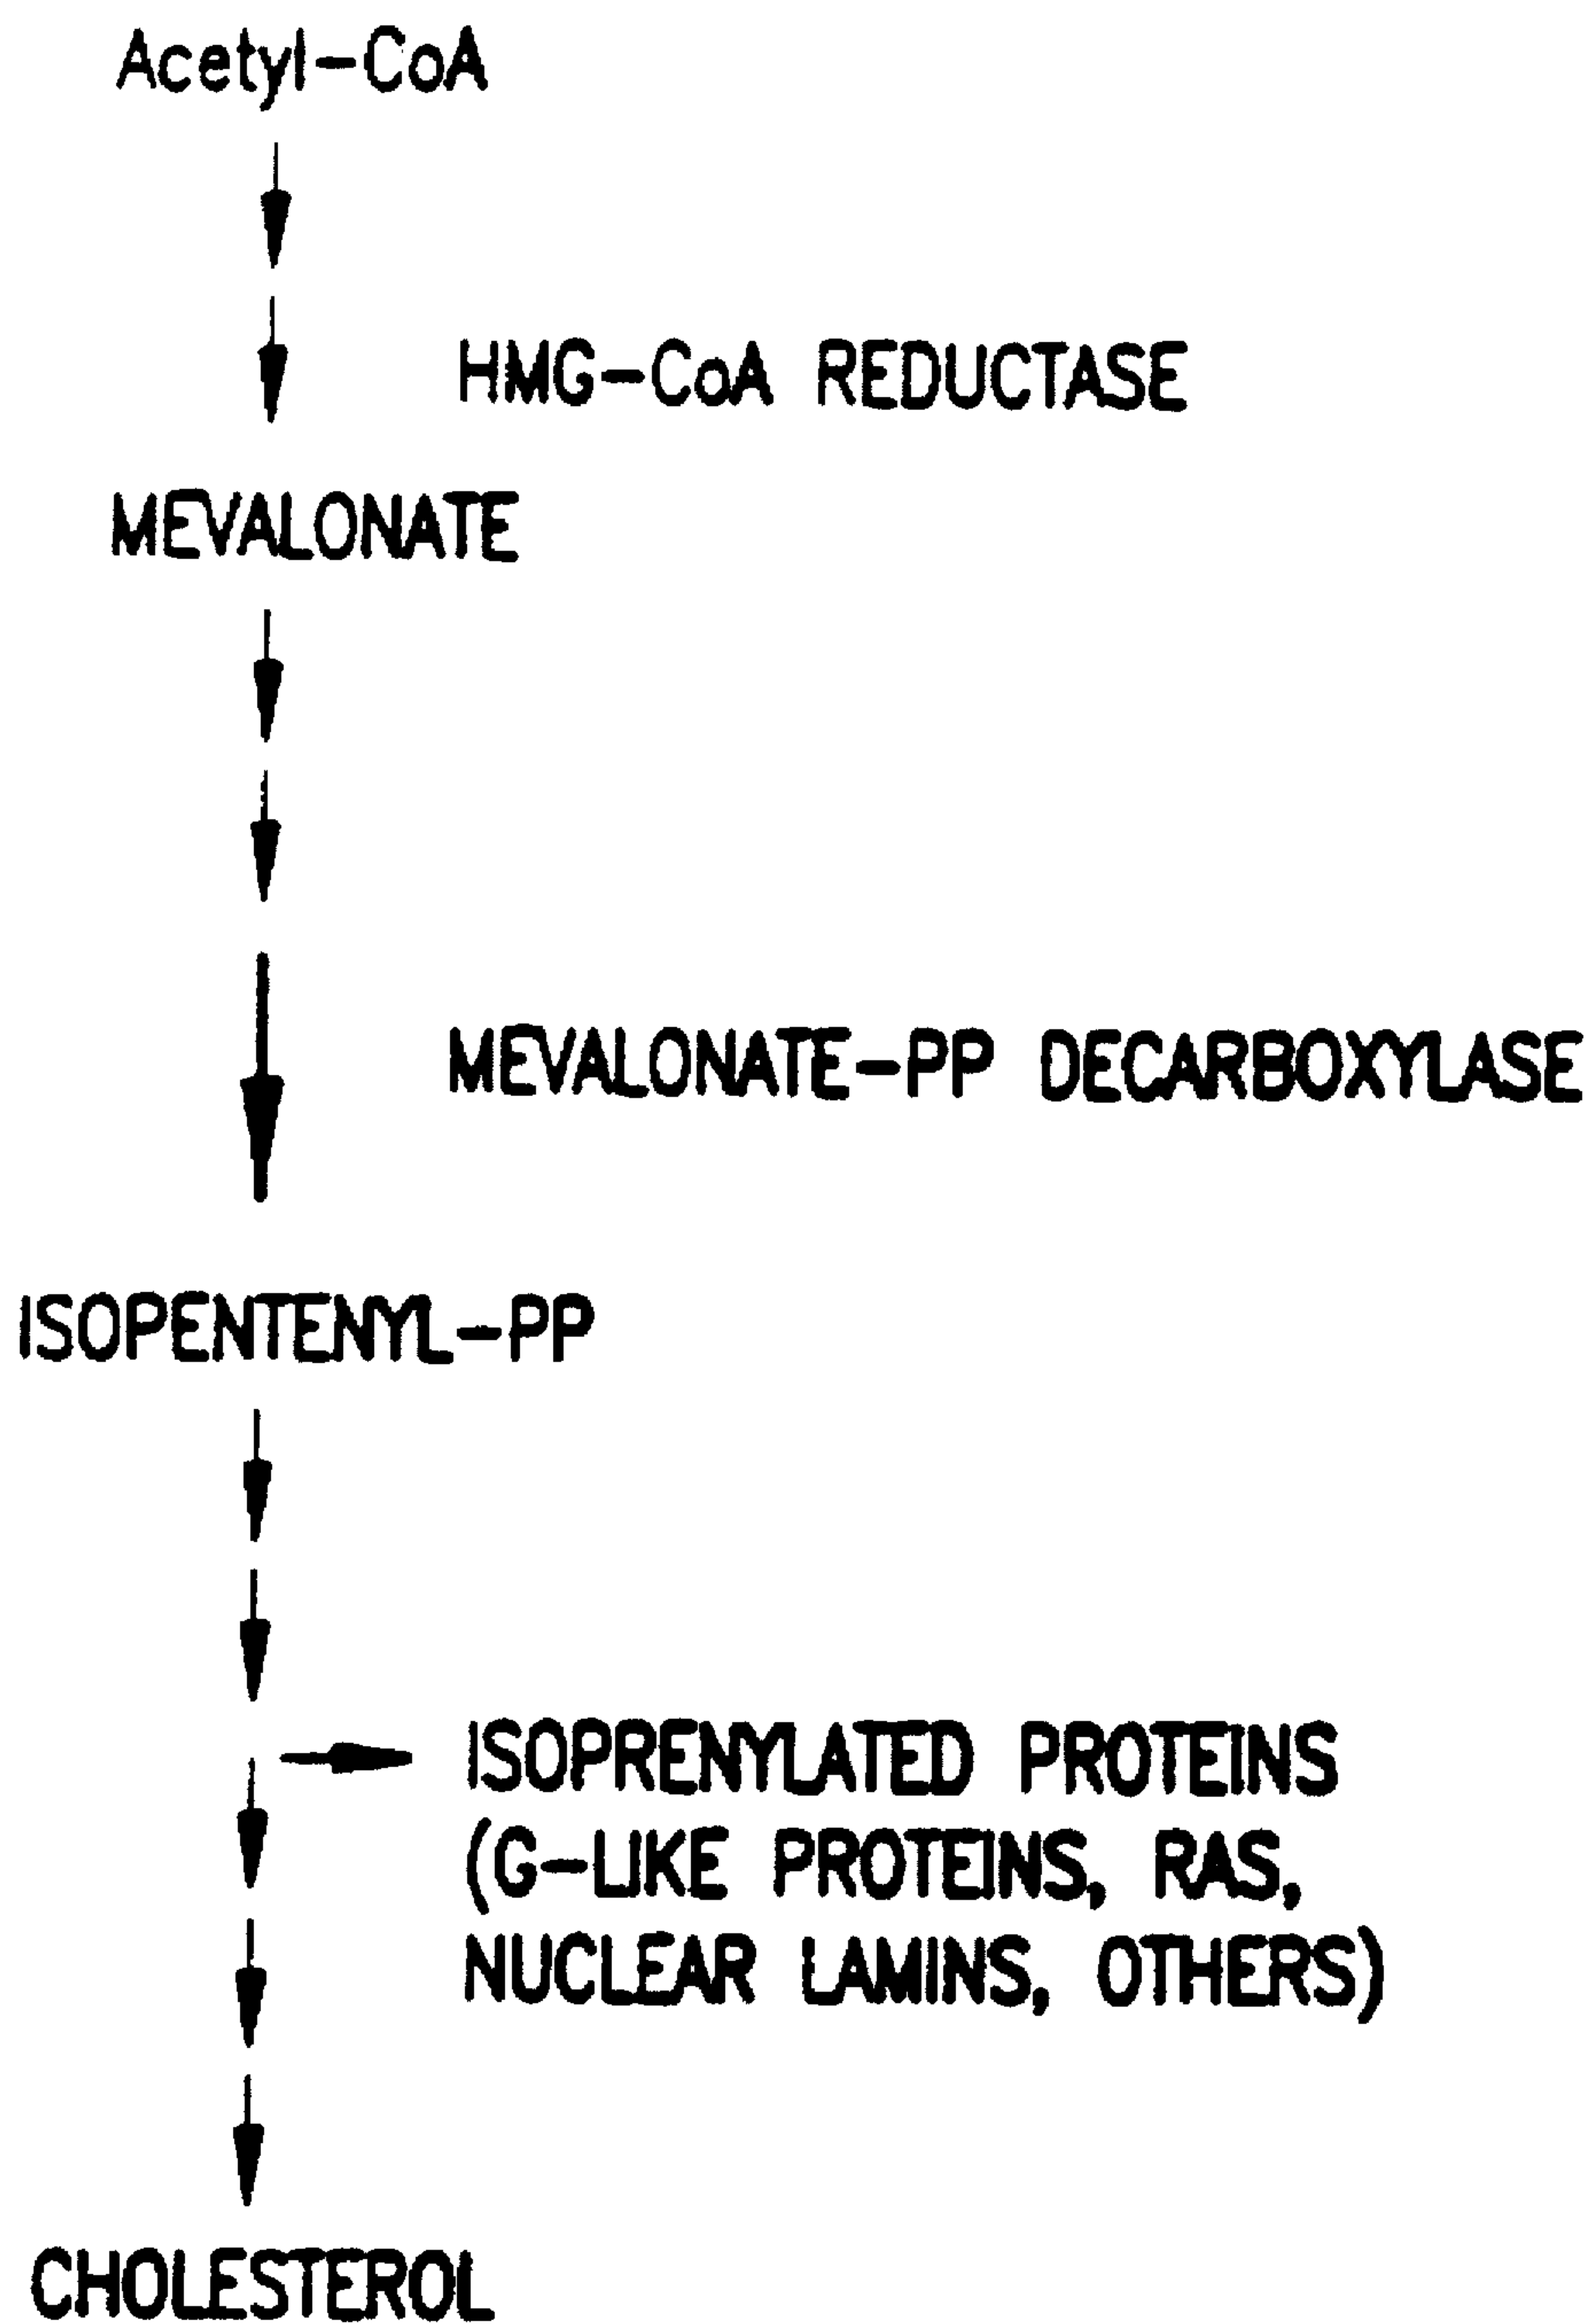 Acetyl-CoA
HMG-CoA REDUCTASE
MEVALONATE
MEVALONATE-PP DECARBOXYLASE
ISOPENTENYL-PP
ISOPRENYLATED PROTEINS
(G-LIKE PROTEINS, RAS,
NUCLEAR LAMINS, OTHERS)
CHOLESTEROL